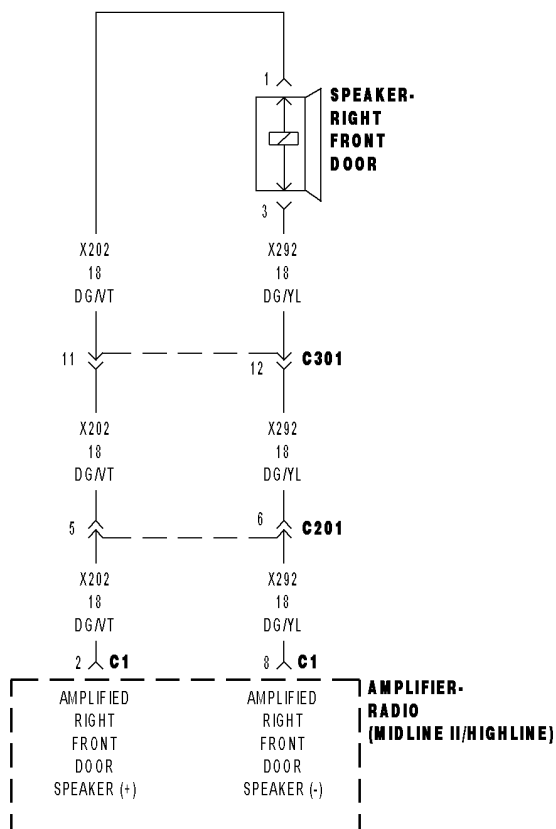 1
SPEAKER-
RIGHT
FRONT
DOOR
3
X202 X292
18 18
DG/VT DG/YL
11 12 C301
X202 X292
18 18
DG/VT DG/YL
5 6 C201
X202 X292
18 18
DG/VT DG/YL
2 C1 8 C1
AMPLIFIER-
RADIO
(MIDLINE II/HIGHLINE)
AMPLIFIED AMPLIFIED
RIGHT RIGHT
FRONT FRONT
DOOR DOOR
SPEAKER (+) SPEAKER (-)